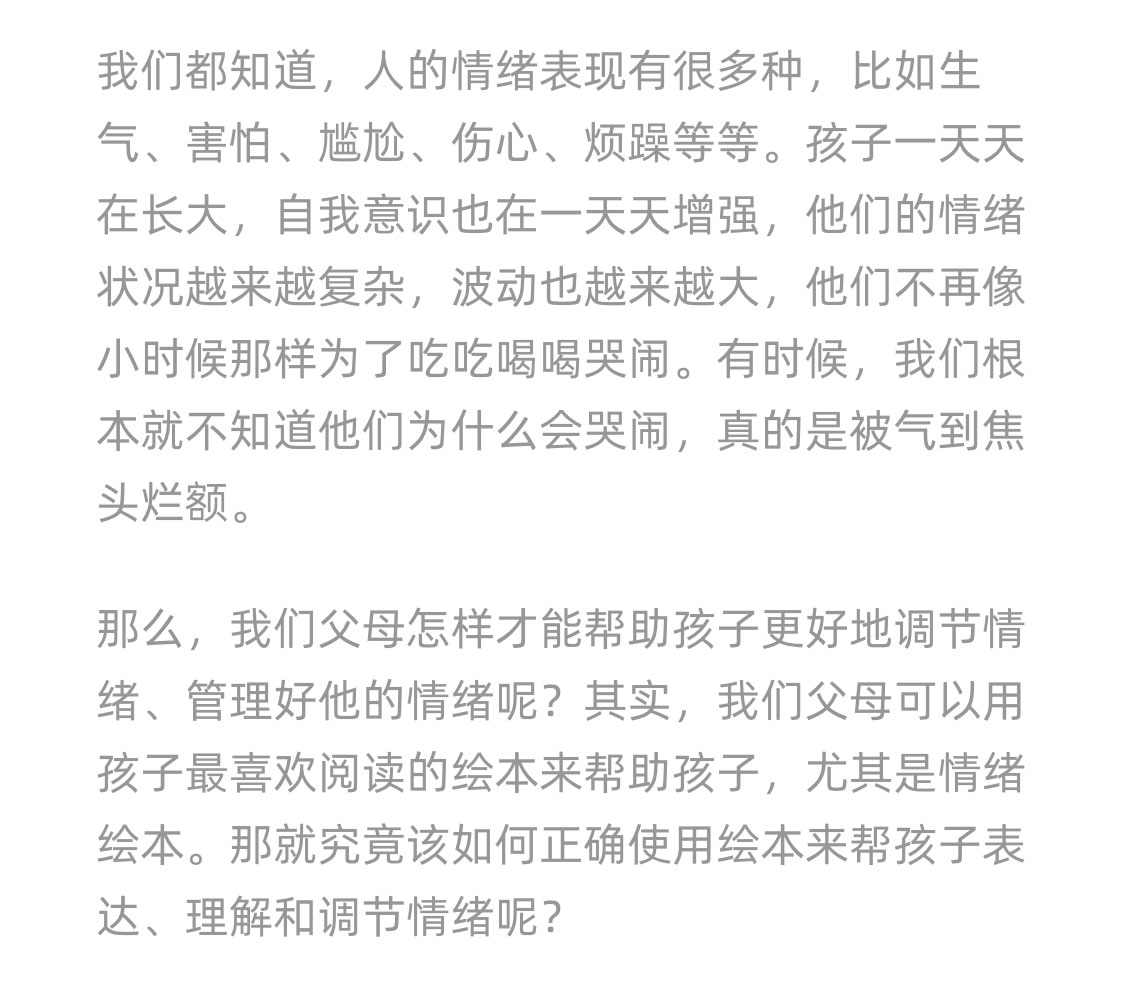 我们都知道，人的情绪表现有很多种，比如生
气、害怕、尴尬、伤心、烦躁等等。孩子一天天
在长大，自我意识也在一天天增强，他们的情绪
状况越来越复杂，波动也越来越大，他们不再像
小时候那样为了吃吃喝喝哭闹。有时候，我们根
本就不知道他们为什么会哭闹，真的是被气到焦
头烂额。
那么，我们父母怎样才能帮助孩子更好地调节情
绪、管理好他的情绪呢？其实，我们父母可以用
孩子最喜欢阅读的绘本来帮助孩子，尤其是情绪
绘本。那就究竟该如何正确使用绘本来帮孩子表
达、理解和调节情绪呢？